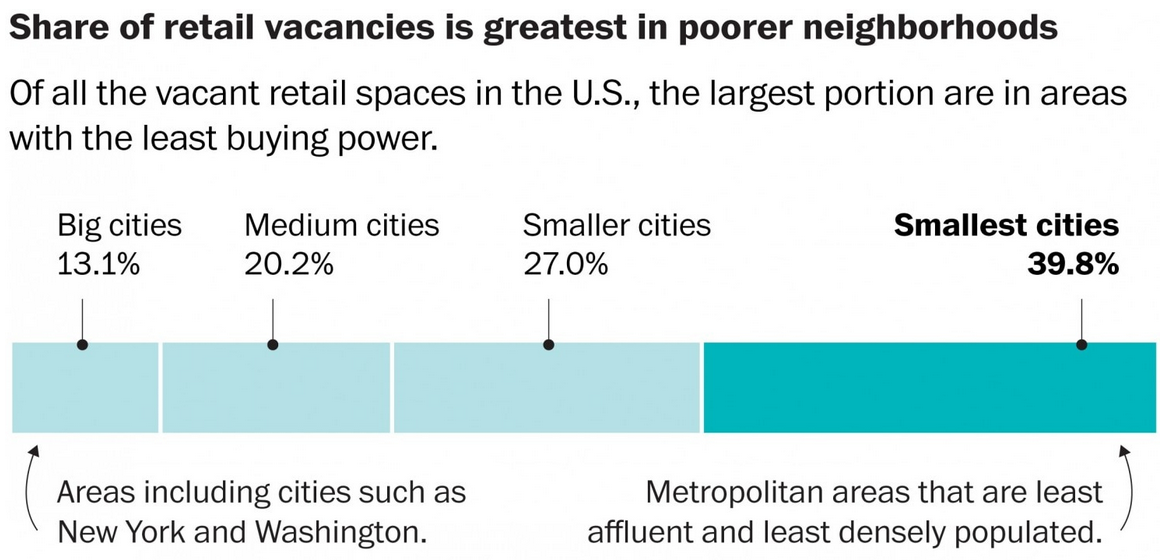 Share of retail vacancies is greatest in poorer neighborhoods
Of all the vacant retail spaces in the U.S., the largest portion are in areas
with the least buying power.
Big cities
13.1%
Medium cities
20.2%
Smaller cities
27.0%
Smallest cities
39.8%
Areas including cities such as
New York and Washington.
Metropolitan areas that are least
affluent and least densely populated.